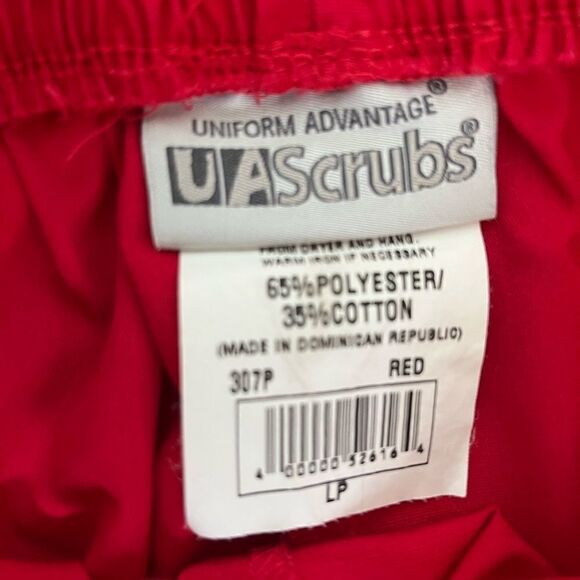 UNIFORM ADVANTAGE®
UAScrubs®
FROM DRYER AND HANG.
WARM IRON IF NECESSARY
65%POLYESTER/
35%COTTON
(MADE IN DOMINICAN REPUBLIC)
307P RED
4 00000 52616 4
LP